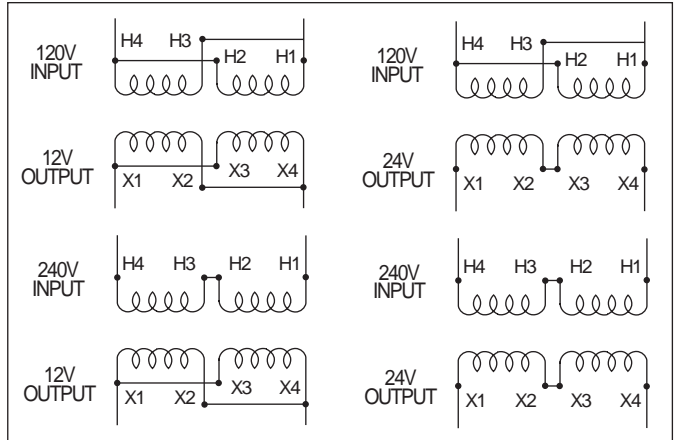 120V
INPUT
H4 H3 H2 H1
12V
OUTPUT
X1 X2 X3 X4
120V
INPUT
H4 H3 H2 H1
24V
OUTPUT
X1 X2 X3 X4
240V
INPUT
H4 H3 H2 H1
12V
OUTPUT
X1 X2 X3 X4
240V
INPUT
H4 H3 H2 H1
24V
OUTPUT
X1 X2 X3 X4